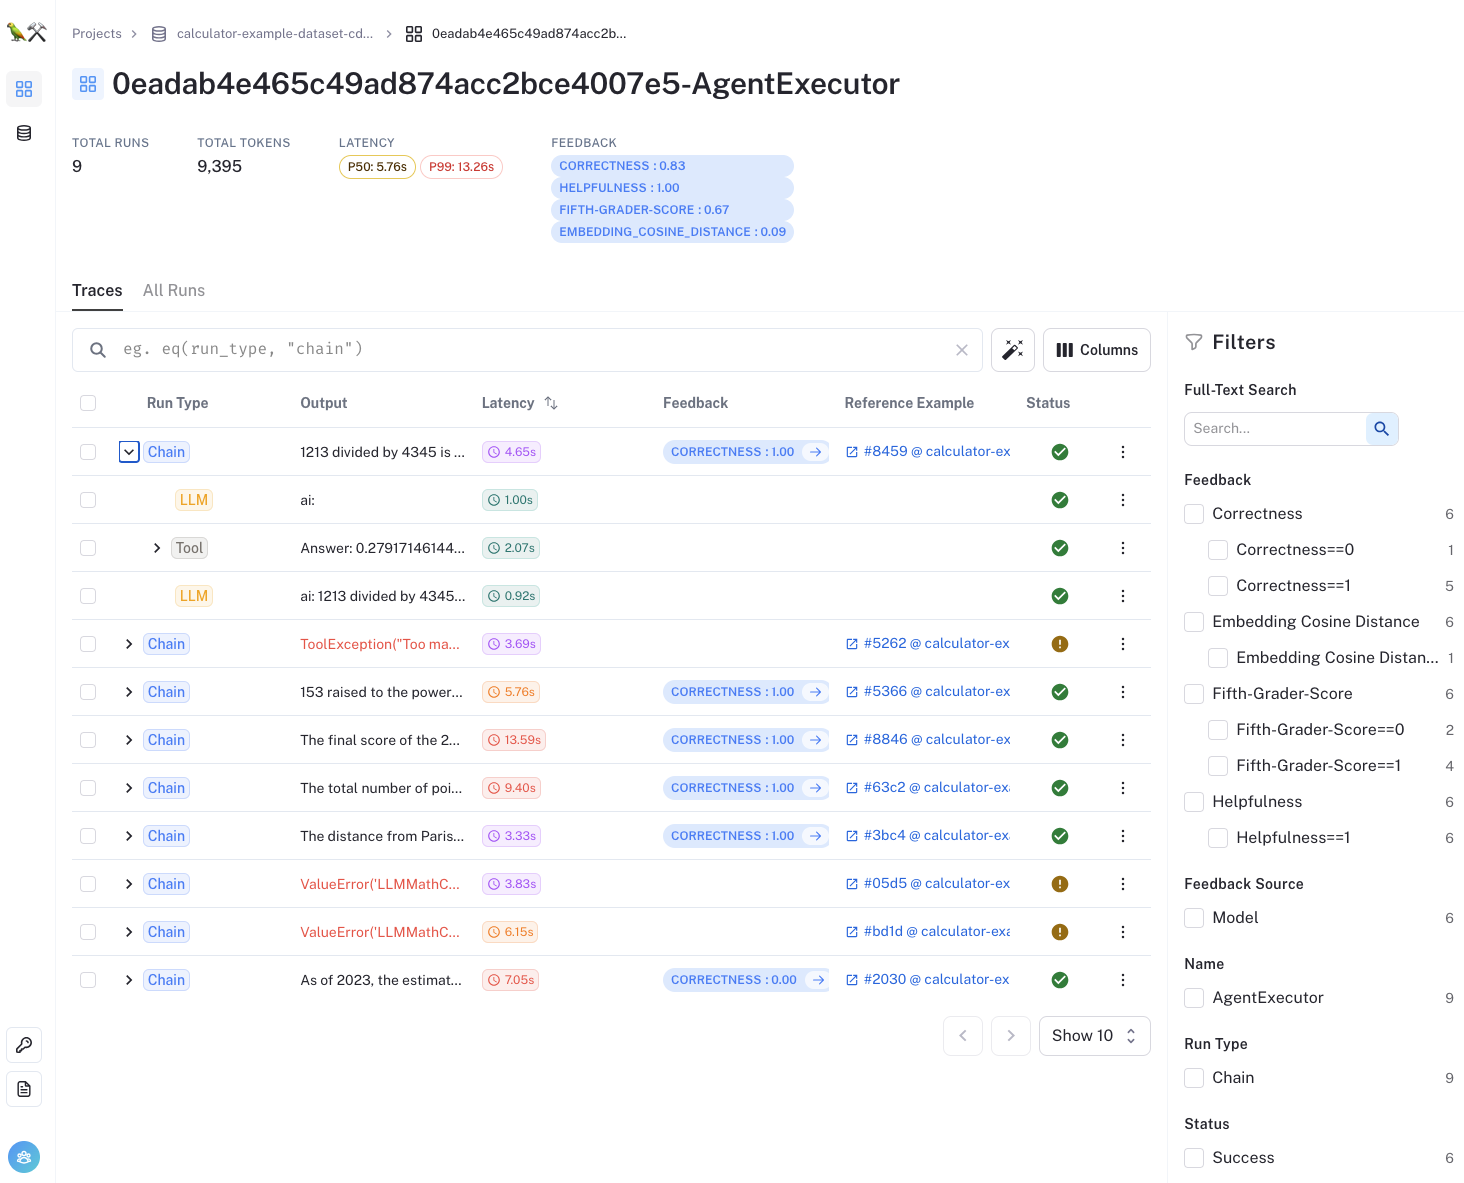 Projects > calculator-example-dataset-cd... > 0eadab4e465c49ad874acc2b...
0eadab4e465c49ad874acc2bce4007e5-AgentExecutor
TOTAL RUNS TOTAL TOKENS LATENCY FEEDBACK
9 9,395 P50: 5.76s P99: 13.26s CORRECTNESS : 0.83
HELPFULNESS : 1.00
FIFTH-GRADER-SCORE : 0.67
EMBEDDING_COSINE_DISTANCE : 0.09
Traces All Runs
eg. eq(run_type, "chain") Columns
Run Type Output Latency Feedback Reference Example Status
Chain 1213 divided by 4345 is ... 4.65s CORRECTNESS : 1.00 #8459 @ calculator-ex
LLM ai: 1.00s
Tool Answer: 0.27917146144... 2.07s
LLM ai: 1213 divided by 4345... 0.92s
Chain ToolException("Too ma... 3.69s #5262 @ calculator-ex
Chain 153 raised to the power... 5.76s CORRECTNESS : 1.00 #5366 @ calculator-ex
Chain The final score of the 2... 13.59s CORRECTNESS : 1.00 #8846 @ calculator-ex
Chain The total number of poi... 9.40s CORRECTNESS : 1.00 #63c2 @ calculator-ex
Chain The distance from Paris... 3.33s CORRECTNESS : 1.00 #3bc4 @ calculator-ex
Chain ValueError('LLMMathC... 3.83s #05d5 @ calculator-ex
Chain ValueError('LLMMathC... 6.15s #bd1d @ calculator-exa
Chain As of 2023, the estimat... 7.05s CORRECTNESS : 0.00 #2030 @ calculator-ex
Show 10
Filters
Full-Text Search
Search...
Feedback
Correctness 6
Correctness==0 1
Correctness==1 5
Embedding Cosine Distance 6
Embedding Cosine Distan... 1
Fifth-Grader-Score 6
Fifth-Grader-Score==0 2
Fifth-Grader-Score==1 4
Helpfulness 6
Helpfulness==1 6
Feedback Source
Model 6
Name
AgentExecutor 9
Run Type
Chain 9
Status
Success 6